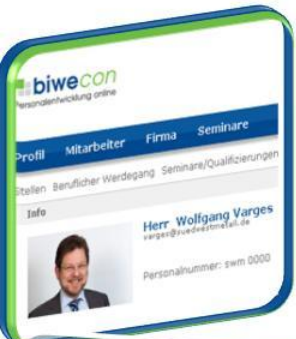 biwecon
Personalentwicklung online
Profil Mitarbeiter Firma Seminare
Stellen Beruflicher Werdegang Seminare/Qualifizierungen
Info
Herr Wolfgang Varges
varges@suedwestmetall.de
Personalnummer: swm 0000